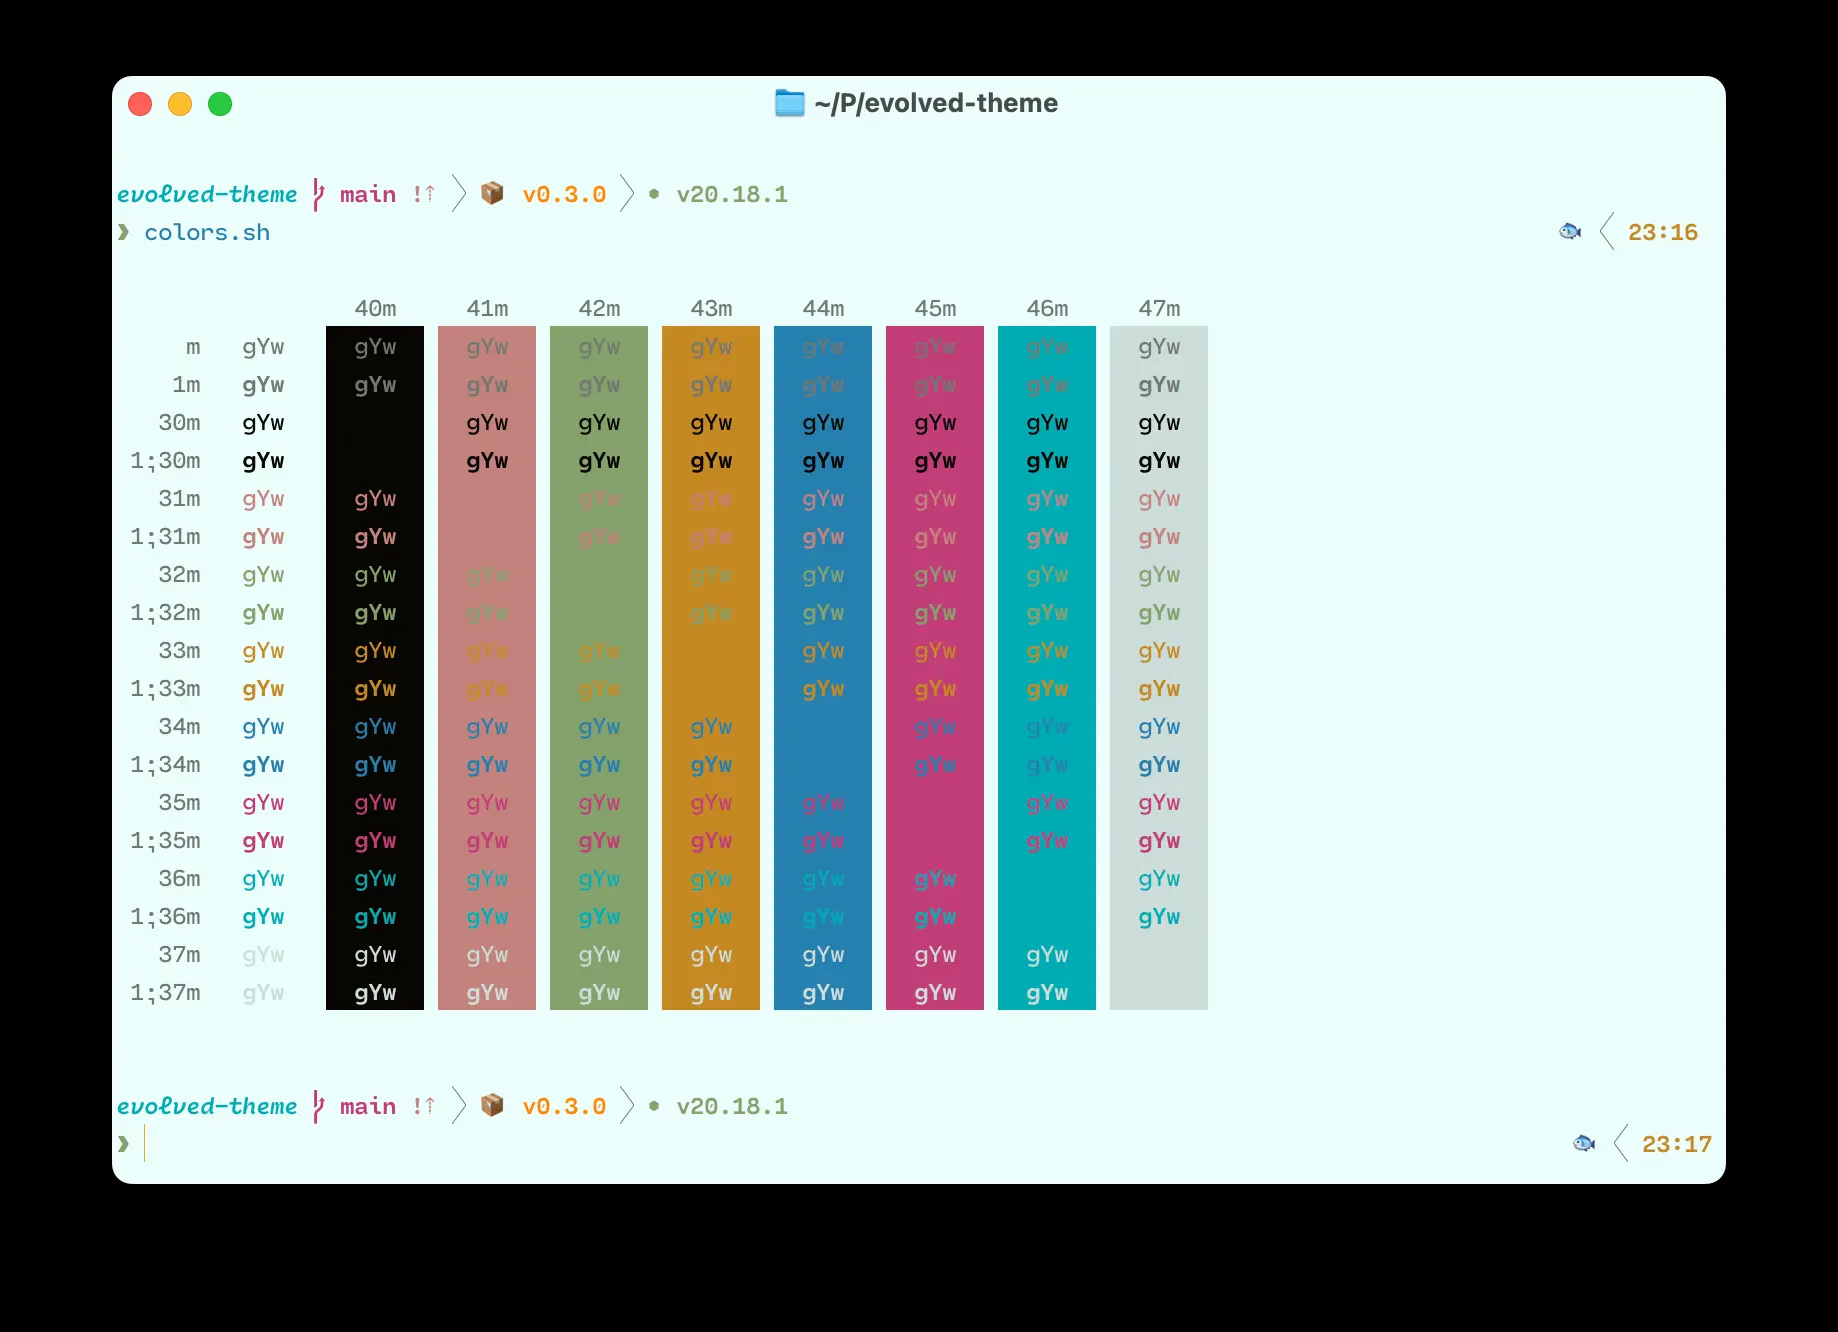 ~/P/evolved-theme
evolved-theme main !⇡ v0.3.0 v20.18.1
❯ colors.sh 23:16
40m 41m 42m 43m 44m 45m 46m 47m
m gYw gYw gYw gYw gYw gYw gYw gYw gYw
1m gYw gYw gYw gYw gYw gYw gYw gYw gYw
30m gYw gYw gYw gYw gYw gYw gYw gYw
1;30m gYw gYw gYw gYw gYw gYw gYw gYw
31m gYw gYw gYw gYw gYw gYw gYw gYw
1;31m gYw gYw gYw gYw gYw gYw gYw gYw
32m gYw gYw gYw gYw gYw gYw gYw gYw
1;32m gYw gYw gYw gYw gYw gYw gYw gYw
33m gYw gYw gYw gYw gYw gYw gYw gYw
1;33m gYw gYw gYw gYw gYw gYw gYw gYw
34m gYw gYw gYw gYw gYw gYw gYw gYw
1;34m gYw gYw gYw gYw gYw gYw gYw gYw
35m gYw gYw gYw gYw gYw gYw gYw gYw
1;35m gYw gYw gYw gYw gYw gYw gYw gYw
36m gYw gYw gYw gYw gYw gYw gYw gYw
1;36m gYw gYw gYw gYw gYw gYw gYw gYw
37m gYw gYw gYw gYw gYw gYw gYw gYw
1;37m gYw gYw gYw gYw gYw gYw gYw gYw
evolved-theme main !⇡ v0.3.0 v20.18.1
❯ 23:17